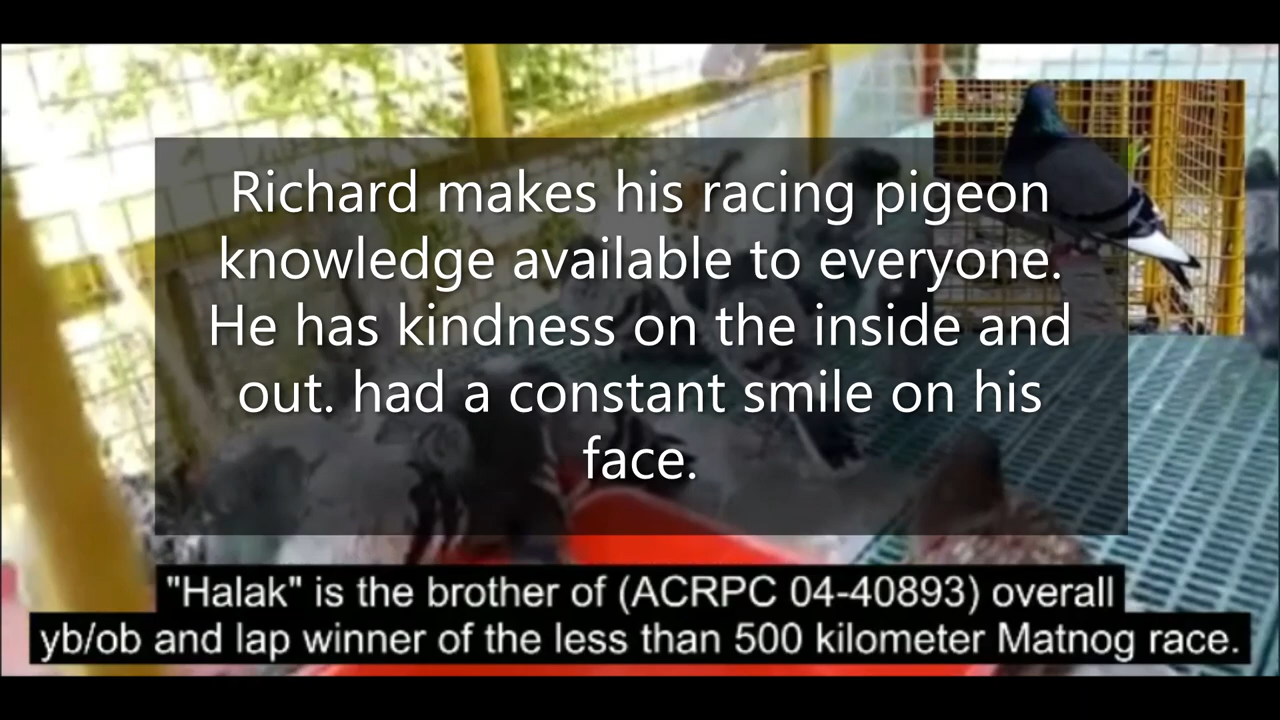 Richard makes his racing pigeon
knowledge available to everyone.
He has kindness on the inside and
out. had a constant smile on his
face.
"Halak" is the brother of (ACRPC 04-40893) overall
yb/ob and lap winner of the less than 500 kilometer Matnog race.